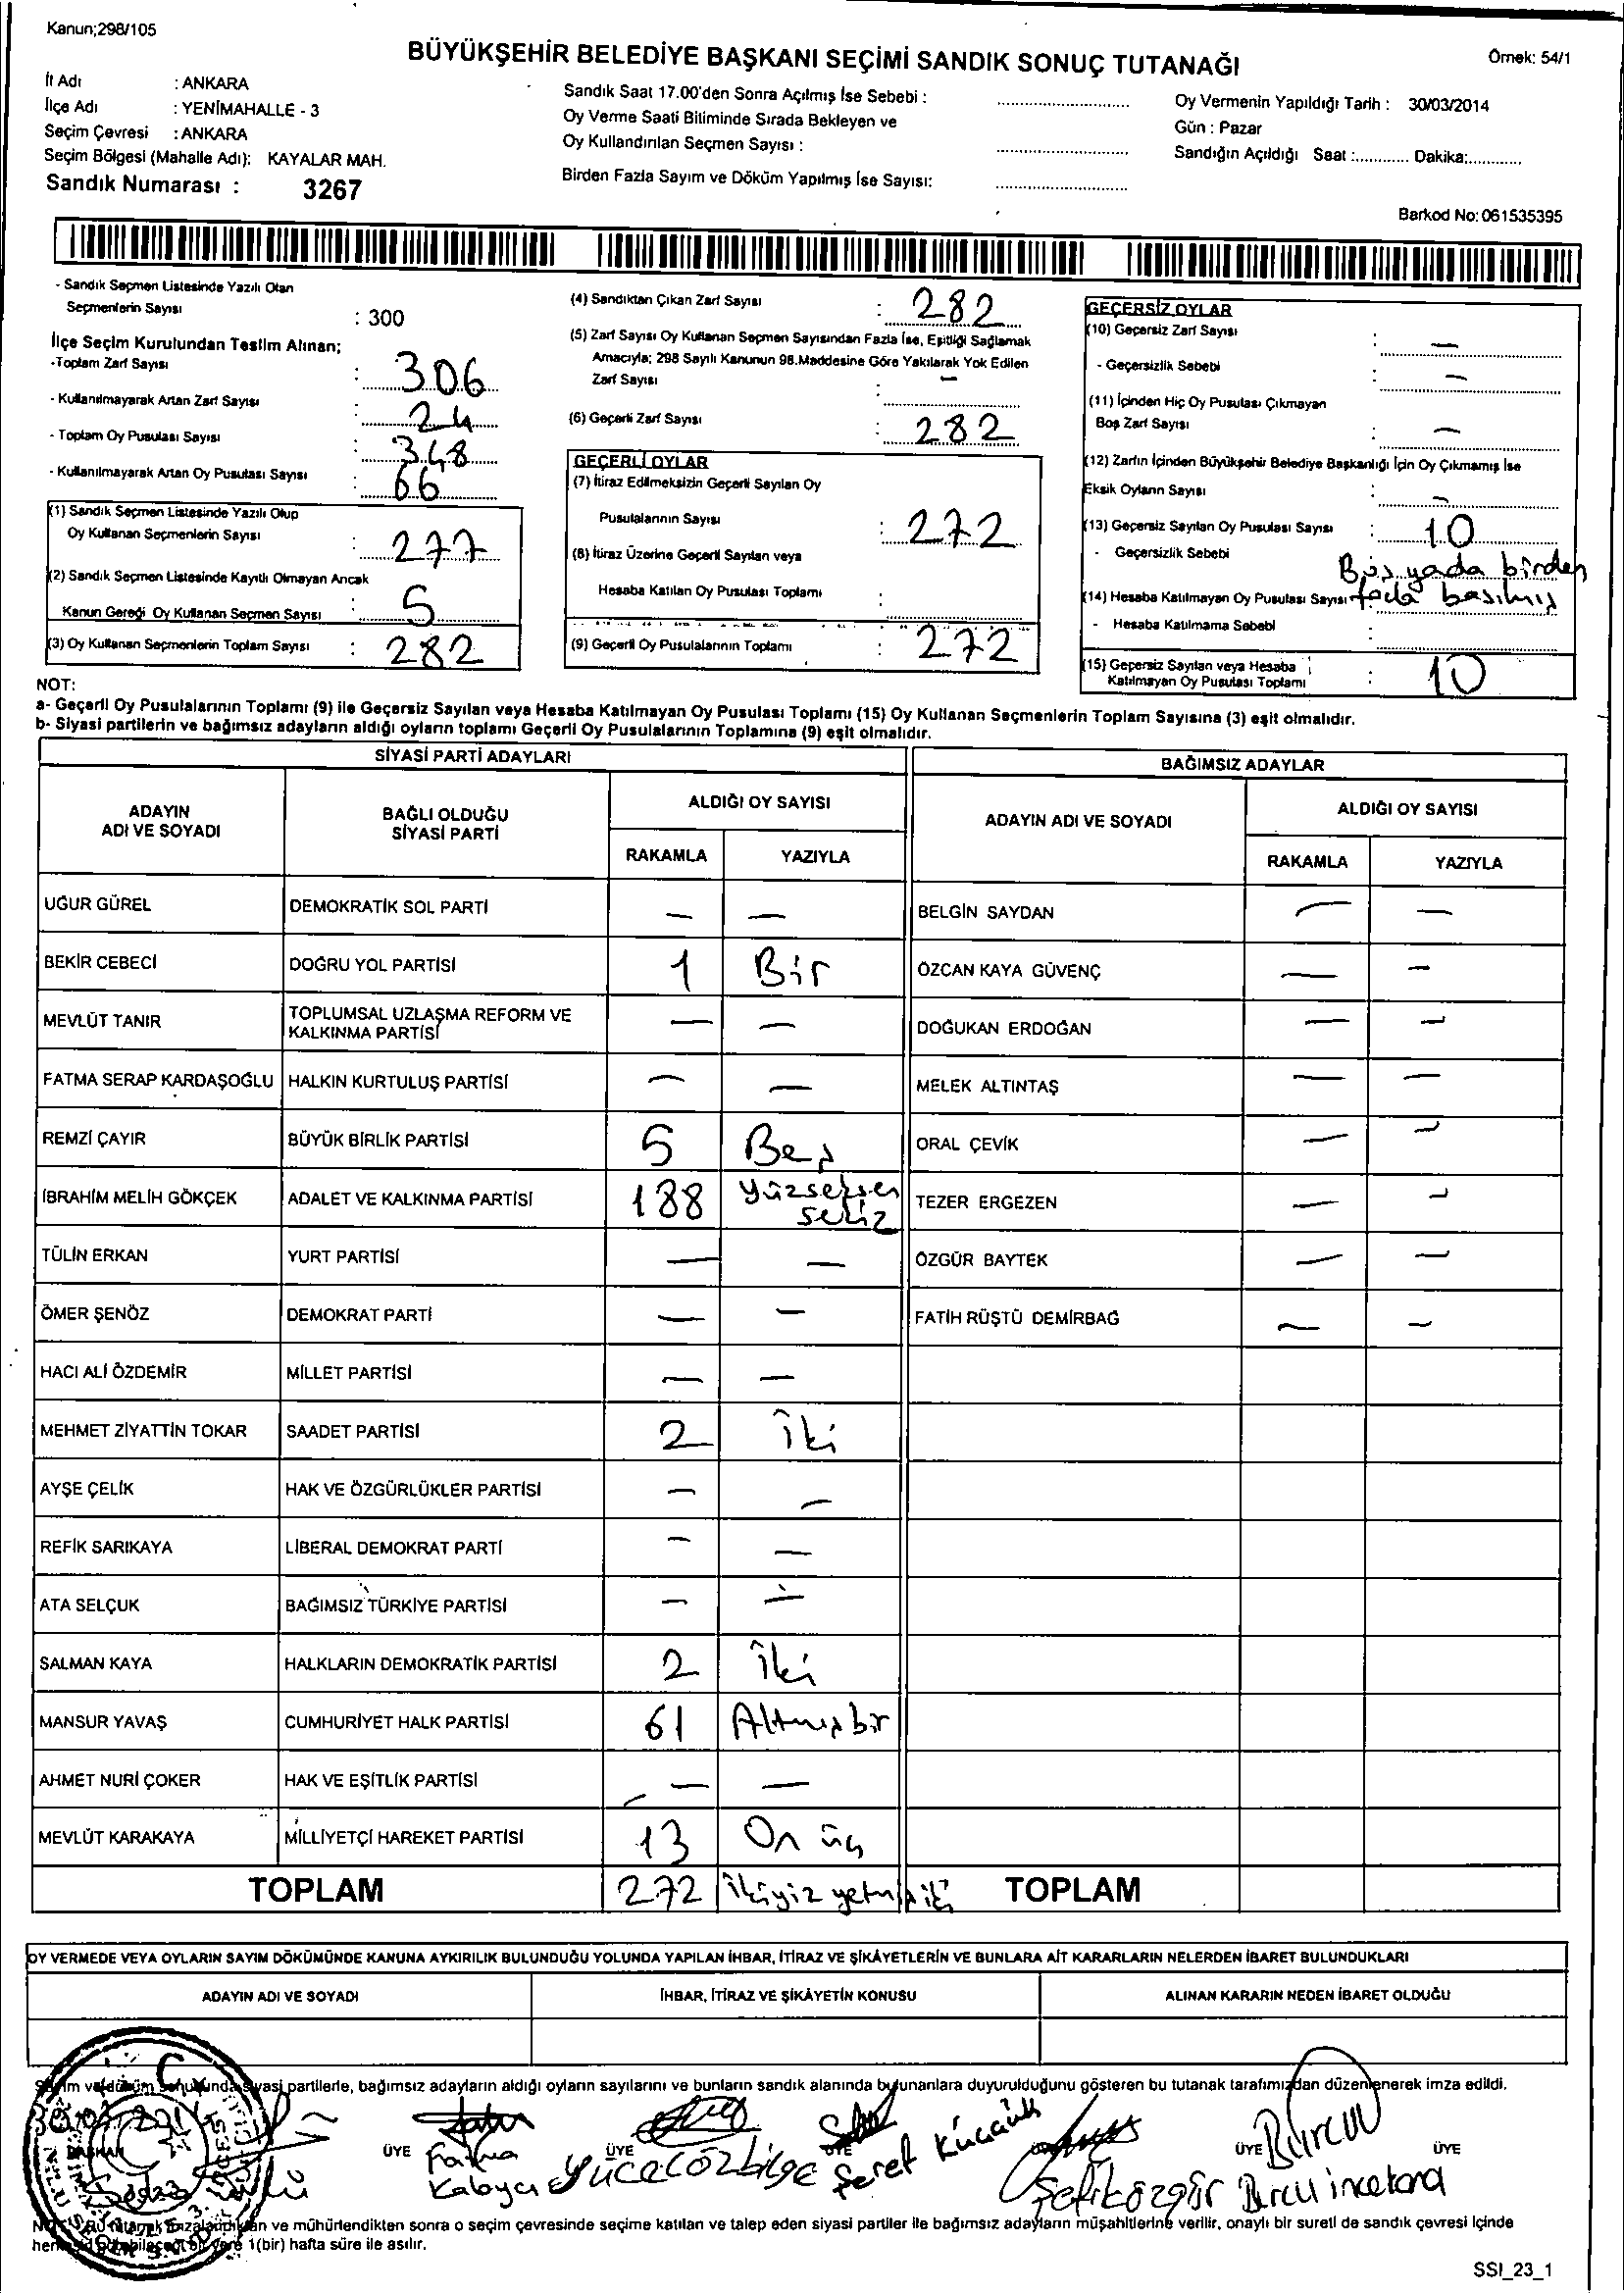 Kanun;298/105
BÜYÜKŞEHİR BELEDİYE BAŞKANI SEÇİMİ SANDIK SONUÇ TUTANAĞI
Örnek: 54/1
İl Adı : ANKARA
İlçe Adı : YENİMAHALLE - 3
Seçim Çevresi : ANKARA
Seçim Bölgesi (Mahalle Adı): KAYALAR MAH.
Sandık Numarası : 3267
Sandık Saat 17.00'den Sonra Açılmış İse Sebebi :
Oy Verme Saati Bitiminde Sırada Bekleyen ve
Oy Kullandırılan Seçmen Sayısı :
Birden Fazla Sayım ve Döküm Yapılmış İse Sayısı:
Oy Vermenin Yapıldığı Tarih : 30/03/2014
Gün : Pazar
Sandığın Açıldığı Saat :............ Dakika:............
Barkod No: 061535395
- Sandık Seçmen Listesinde Yazılı Olan
Seçmenlerin Sayısı : 300
İlçe Seçim Kurulundan Teslim Alınan;
-Toplam Zarf Sayısı : 306
- Kullanılmayarak Artan Zarf Sayısı : 24
- Toplam Oy Pusulası Sayısı : 348
- Kullanılmayarak Artan Oy Pusulası Sayısı : 66
(1) Sandık Seçmen Listesinde Yazılı Olup
Oy Kullanan Seçmenlerin Sayısı : 277
(2) Sandık Seçmen Listesinde Kayıtlı Olmayan Ancak
Kanun Gereği Oy Kullanan Seçmen Sayısı : 5
(3) Oy Kullanan Seçmenlerin Toplam Sayısı : 282
(4) Sandıktan Çıkan Zarf Sayısı : 282
(5) Zarf Sayısı Oy Kullanan Seçmen Sayısından Fazla İse, Eşitliği Sağlamak
Amacıyla; 298 Sayılı Kanunun 98.Maddesine Göre Yakılarak Yok Edilen
Zarf Sayısı : —
(6) Geçerli Zarf Sayısı : 282
GEÇERLİ OYLAR
(7) İtiraz Edilmeksizin Geçerli Sayılan Oy
Pusulalarının Sayısı : 272
(8) İtiraz Üzerine Geçerli Sayılan veya
Hesaba Katılan Oy Pusulası Toplamı :
(9) Geçerli Oy Pusulalarının Toplamı : 272
GEÇERSİZ OYLAR
(10) Geçersiz Zarf Sayısı : —
- Geçersizlik Sebebi : —
(11) İçinden Hiç Oy Pusulası Çıkmayan
Boş Zarf Sayısı : —
(12) Zarfın İçinden Büyükşehir Belediye Başkanlığı İçin Oy Çıkmamış İse
Eksik Oyların Sayısı : —
(13) Geçersiz Sayılan Oy Pusulası Sayısı : 10
- Geçersizlik Sebebi Boş yada birden
(14) Hesaba Katılmayan Oy Pusulası Sayısı fazla basılmış
- Hesaba Katılmama Sebebi :
(15) Geçersiz Sayılan veya Hesaba
Katılmayan Oy Pusulası Toplamı : 10
NOT:
a- Geçerli Oy Pusulalarının Toplamı (9) ile Geçersiz Sayılan veya Hesaba Katılmayan Oy Pusulası Toplamı (15) Oy Kullanan Seçmenlerin Toplam Sayısına (3) eşit olmalıdır.
b- Siyasi partilerin ve bağımsız adayların aldığı oyların toplamı Geçerli Oy Pusulalarının Toplamına (9) eşit olmalıdır.
SİYASİ PARTİ ADAYLARI
BAĞIMSIZ ADAYLAR
ADAYIN ADI VE SOYADI
BAĞLI OLDUĞU SİYASİ PARTİ
ALDIĞI OY SAYISI
RAKAMLA YAZIYLA
ADAYIN ADI VE SOYADI
ALDIĞI OY SAYISI
RAKAMLA YAZIYLA
UĞUR GÜREL DEMOKRATİK SOL PARTİ — — BELGİN SAYDAN — —
BEKİR CEBECİ DOĞRU YOL PARTİSİ 1 Bir ÖZCAN KAYA GÜVENÇ — —
MEVLÜT TANIR TOPLUMSAL UZLAŞMA REFORM VE KALKINMA PARTİSİ — — DOĞUKAN ERDOĞAN — —
FATMA SERAP KARDAŞOĞLU HALKIN KURTULUŞ PARTİSİ — — MELEK ALTINTAŞ — —
REMZİ ÇAYIR BÜYÜK BİRLİK PARTİSİ 5 Beş ORAL ÇEVİK — —
İBRAHİM MELİH GÖKÇEK ADALET VE KALKINMA PARTİSİ 188 Yüzseksen sekiz TEZER ERGEZEN — —
TÜLİN ERKAN YURT PARTİSİ — — ÖZGÜR BAYTEK — —
ÖMER ŞENÖZ DEMOKRAT PARTİ — — FATİH RÜŞTÜ DEMİRBAĞ — —
HACI ALİ ÖZDEMİR MİLLET PARTİSİ — —
MEHMET ZİYATTİN TOKAR SAADET PARTİSİ 2 İki
AYŞE ÇELİK HAK VE ÖZGÜRLÜKLER PARTİSİ — —
REFİK SARIKAYA LİBERAL DEMOKRAT PARTİ — —
ATA SELÇUK BAĞIMSIZ TÜRKİYE PARTİSİ — —
SALMAN KAYA HALKLARIN DEMOKRATİK PARTİSİ 2 İki
MANSUR YAVAŞ CUMHURİYET HALK PARTİSİ 61 Altmışbir
AHMET NURİ ÇOKER HAK VE EŞİTLİK PARTİSİ — —
MEVLÜT KARAKAYA MİLLİYETÇİ HAREKET PARTİSİ 13 On üç
TOPLAM 272 İkiyüz yetmişiki TOPLAM
OY VERMEDE VEYA OYLARIN SAYIM DÖKÜMÜNDE KANUNA AYKIRILIK BULUNDUĞU YOLUNDA YAPILAN İHBAR, İTİRAZ VE ŞİKÂYETLERİN VE BUNLARA AİT KARARLARIN NELERDEN İBARET BULUNDUKLARI
ADAYIN ADI VE SOYADI İHBAR, İTİRAZ VE ŞİKÂYETİN KONUSU ALINAN KARARIN NEDEN İBARET OLDUĞU
Sayım ve döküm sonucunda siyasi partilerle, bağımsız adayların aldığı oyların sayılarını ve bunların sandık alanında bulunanlara duyurulduğunu gösteren bu tutanak tarafımızdan düzenlenerek imza edildi.
BAŞKAN ÜYE ÜYE ÜYE ÜYE ÜYE
Fatma Kabaycı Yücel Özbilge Seret Küçük Şefik Özgür Burcu İncekara
NOT: Bu tutanak imzalandıktan ve mühürlendikten sonra o seçim çevresinde seçime katılan ve talep eden siyasi partiler ile bağımsız adayların müşahitlerine verilir, onaylı bir sureti de sandık çevresi içinde
herkesin görebileceği bir yere 1(bir) hafta süre ile asılır.
SSI_23_1